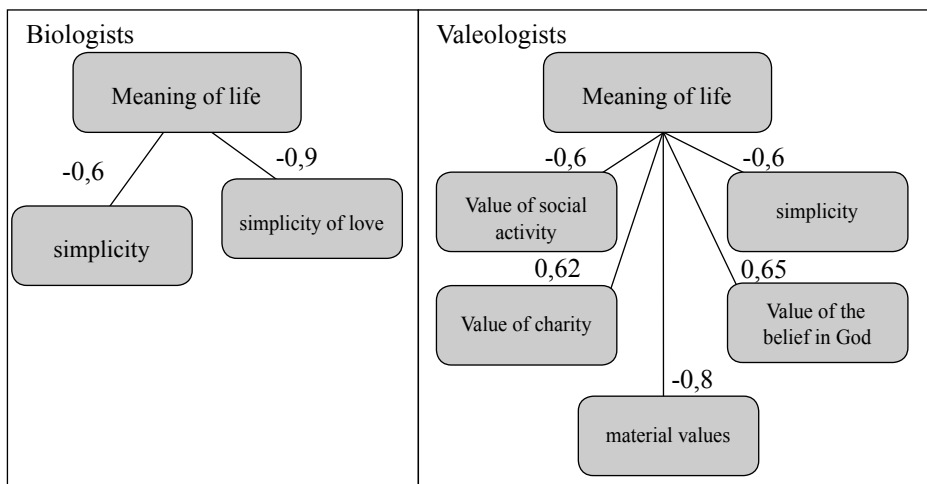 Biologists
Meaning of life
-0,6
-0,9
simplicity
simplicity of love
Valeologists
Meaning of life
-0,6
-0,6
Value of social
activity
simplicity
0,62
0,65
Value of charity
Value of the
belief in God
-0,8
material values